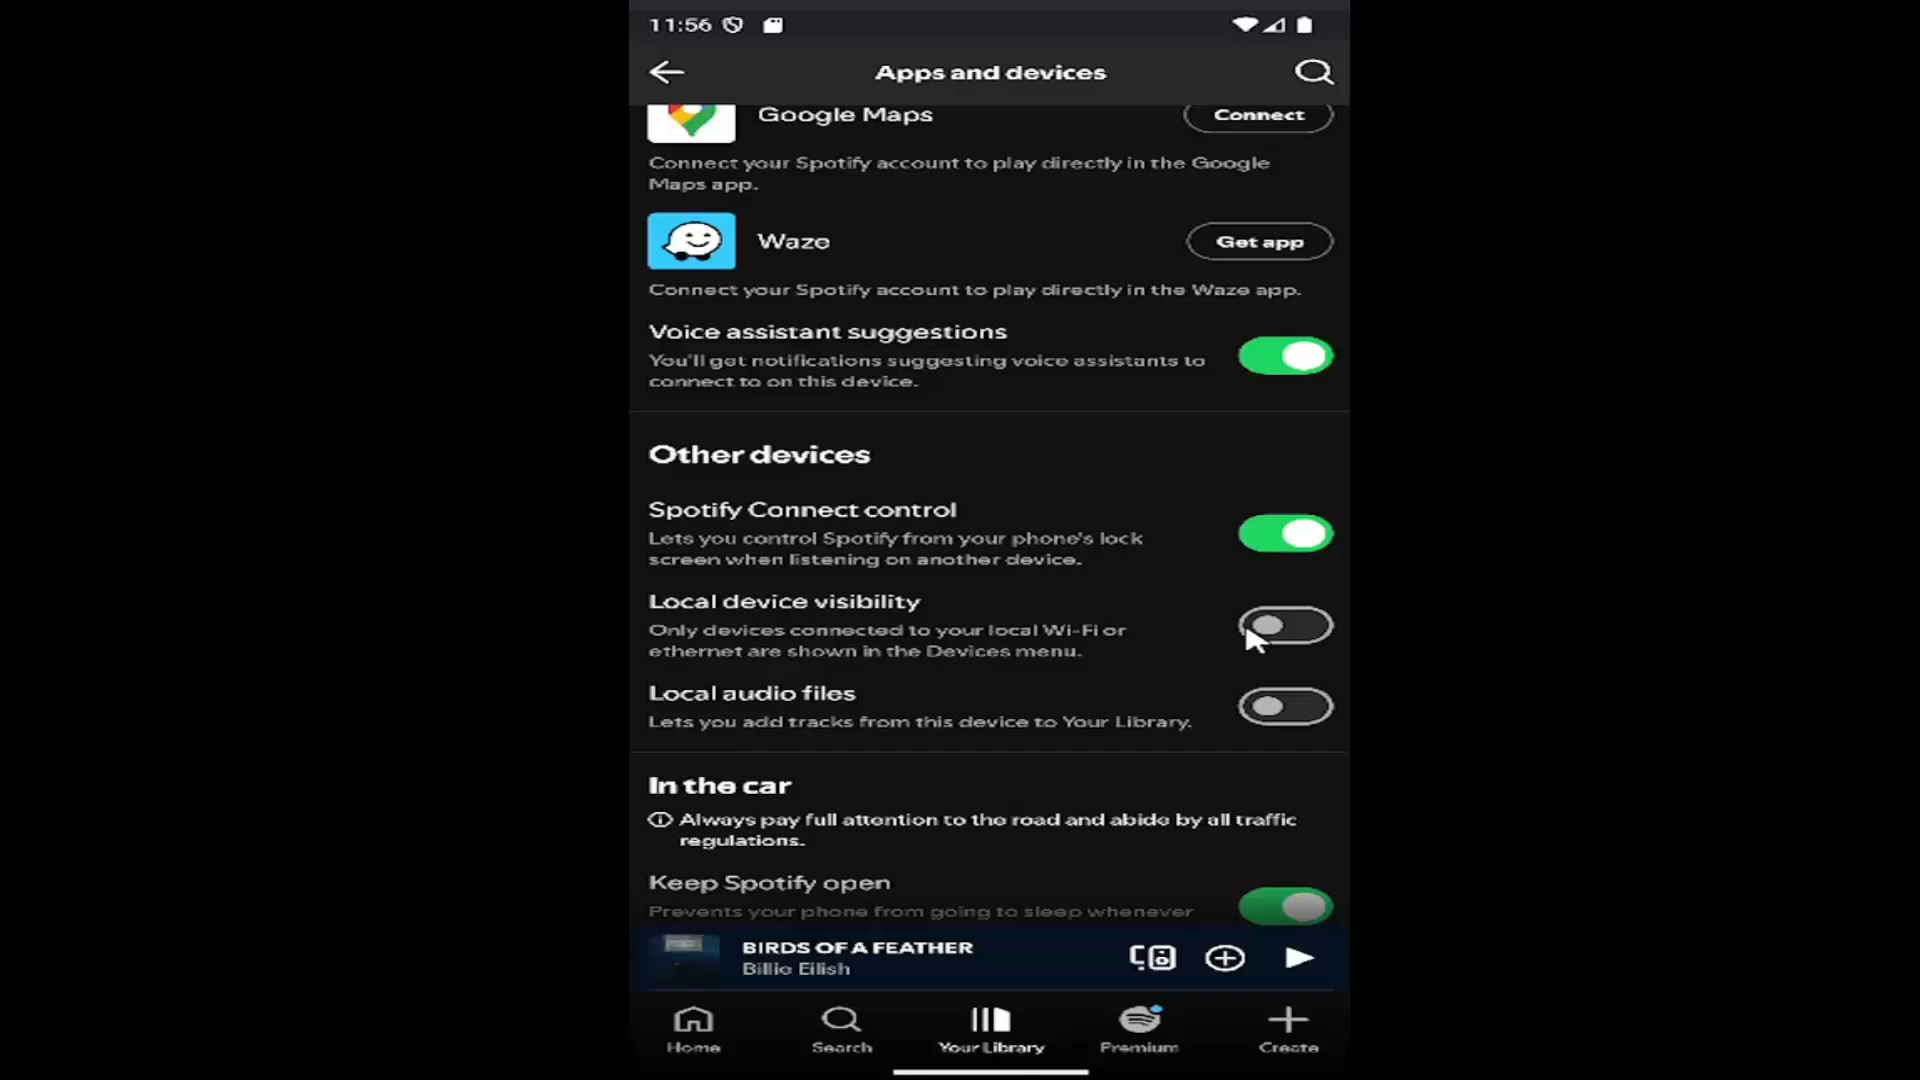 11:56
Apps and devices
Google Maps
Connect
Connect your Spotify account to play directly in the Google
Maps app.
Waze
Get app
Connect your Spotify account to play directly in the Waze app.
Voice assistant suggestions
You'll get notifications suggesting voice assistants to
connect to on this device.
Other devices
Spotify Connect control
Lets you control Spotify from your phone's lock
screen when listening on another device.
Local device visibility
Only devices connected to your local Wi-Fi or
ethernet are shown in the Devices menu.
Local audio files
Lets you add tracks from this device to Your Library.
In the car
Always pay full attention to the road and abide by all traffic
regulations.
Keep Spotify open
Prevents your phone from going to sleep whenever
BIRDS OF A FEATHER
Billie Eilish
Home
Search
Your Library
Premium
Create